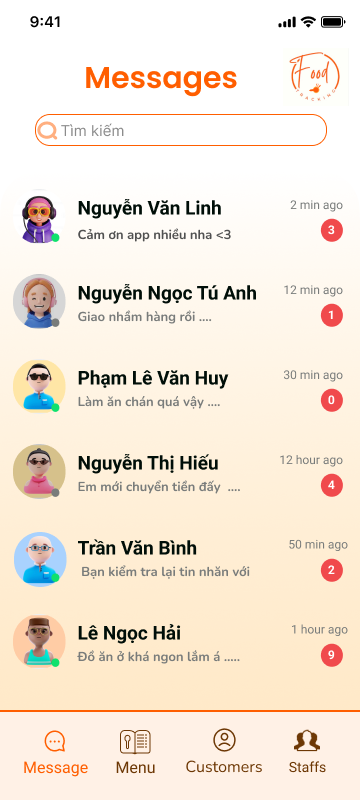 9:41
Messages
Food
TRACKING
Tìm kiếm
Nguyễn Văn Linh
2 min ago
Cảm ơn app nhiều nha <3
3
Nguyễn Ngọc Tú Anh
12 min ago
Giao nhầm hàng rồi ....
1
Phạm Lê Văn Huy
30 min ago
Làm ăn chán quá vậy ....
0
Nguyễn Thị Hiếu
12 hour ago
Em mới chuyển tiền đấy ....
4
Trần Văn Bình
50 min ago
Bạn kiểm tra lại tin nhăn với
2
Lê Ngọc Hải
1 hour ago
Đồ ăn ở khá ngon lắm á .....
9
Message Menu Customers Staffs